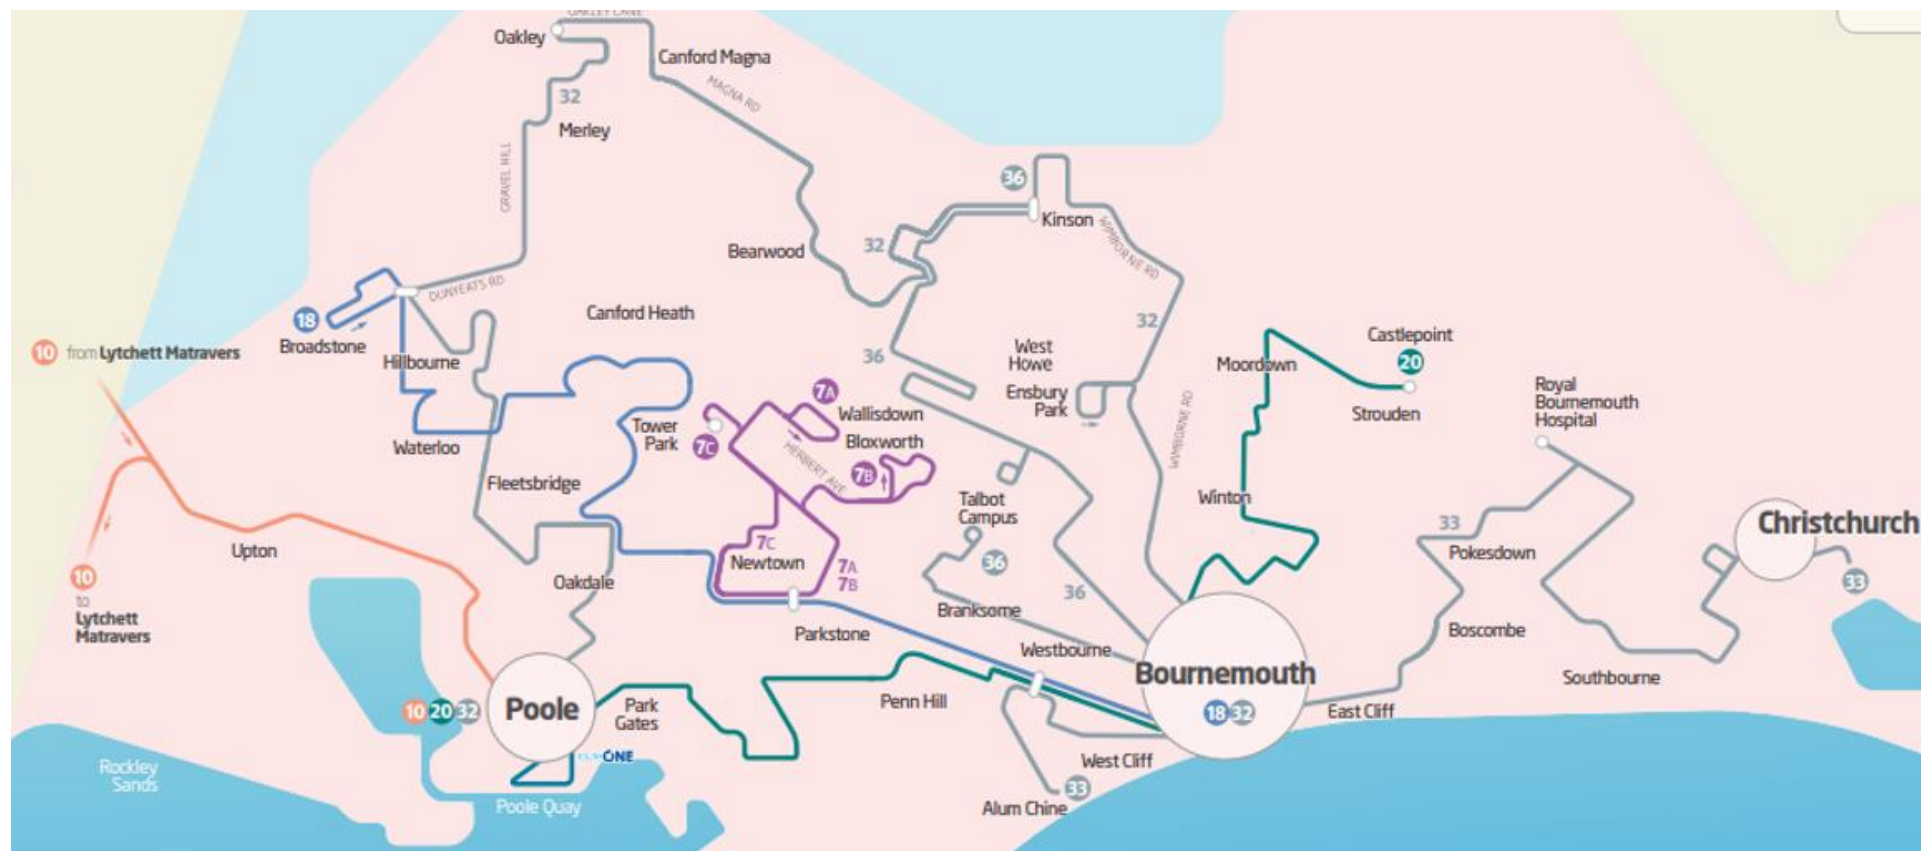 OAKLEY LANE
Oakley
Canford Magna
MAGNA RD
32
Merley
GRAVEL HILL
36
Kinson
WIMBORNE RD
Bearwood
32
DUNYEATS RD
18
Broadstone
Canford Heath
32
10 from Lytchett Matravers
Hillbourne
36
West
Howe
Ensbury
Park
Moordown
Castlepoint
20
Strouden
Royal
Bournemouth
Hospital
7A
Wallisdown
Tower
Park
7C
Bloxworth
HERBERT AVE
7B
WIMBORNE RD
Waterloo
Fleetsbridge
Talbot
Campus
36
Winton
33
Pokesdown
Christchurch
33
Upton
7C
Newtown
7A
7B
10
to
Lytchett
Matravers
Oakdale
36
Branksome
Parkstone
Westbourne
Boscombe
Bournemouth
18 32
Southbourne
10 20 32
Poole
Park
Gates
Penn Hill
East Cliff
ONE
West Cliff
Rockley
Sands
Poole Quay
Alum Chine
33